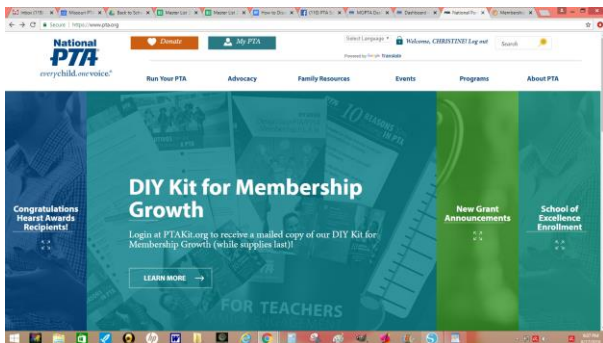 Secure | https://www.pta.org
National
PTA
everychild.onevoice.®
Donate
My PTA
Select Language
Welcome, CHRISTINE! Log out
Search
Powered by Google Translate
Run Your PTA
Advocacy
Family Resources
Events
Programs
About PTA
Congratulations
Hearst Awards
Recipients!
10 REASONS
DIY Kit for Membership
Growth
Login at PTAKit.org to receive a mailed copy of our DIY Kit for
Membership Growth (while supplies last)!
LEARN MORE →
FOR TEACHERS
New Grant
Announcements
School of
Excellence
Enrollment